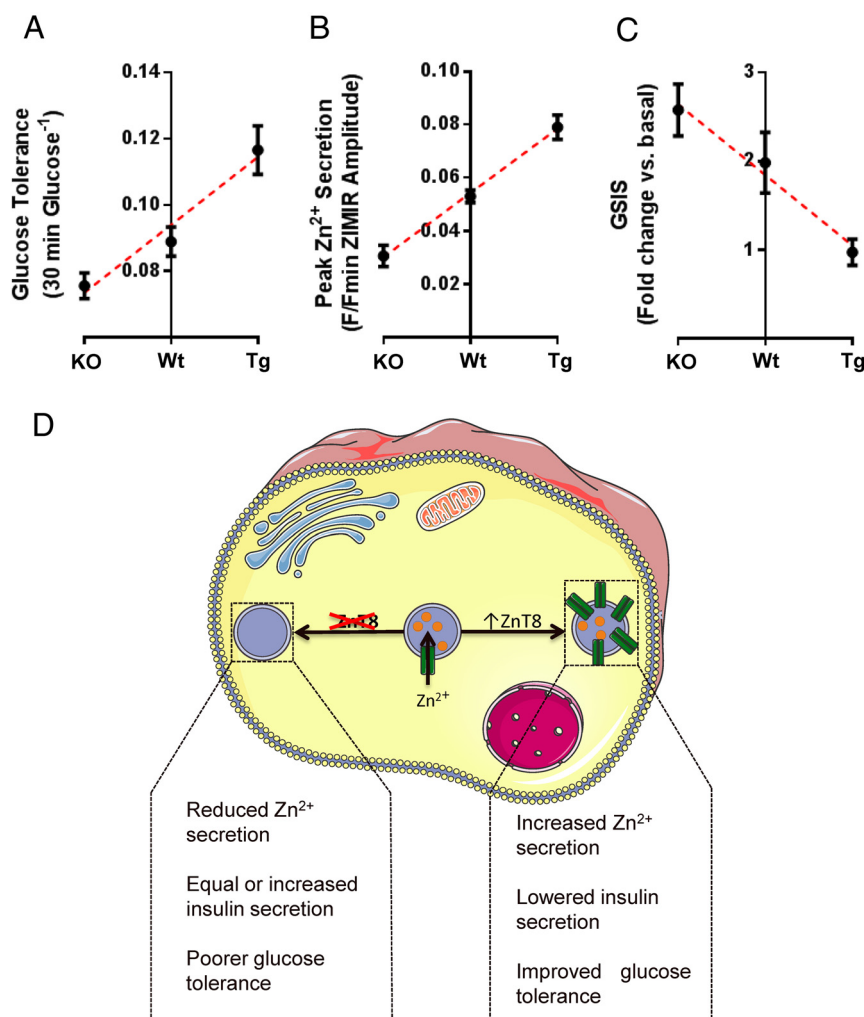 A
Glucose Tolerance
(30 min Glucose⁻¹)
0.14
0.12
0.10
0.08
KO
Wt
Tg
B
Peak Zn²⁺ Secretion
(F/Fmin ZIMIR Amplitude)
0.10
0.08
0.06
0.04
0.02
KO
Wt
Tg
C
GSIS
(Fold change vs. basal)
3
2
1
KO
Wt
Tg
D
ZnT8
↑ZnT8
Zn²⁺
Reduced Zn²⁺
secretion
Equal or increased
insulin secretion
Poorer glucose
tolerance
Increased Zn²⁺
secretion
Lowered insulin
secretion
Improved glucose
tolerance